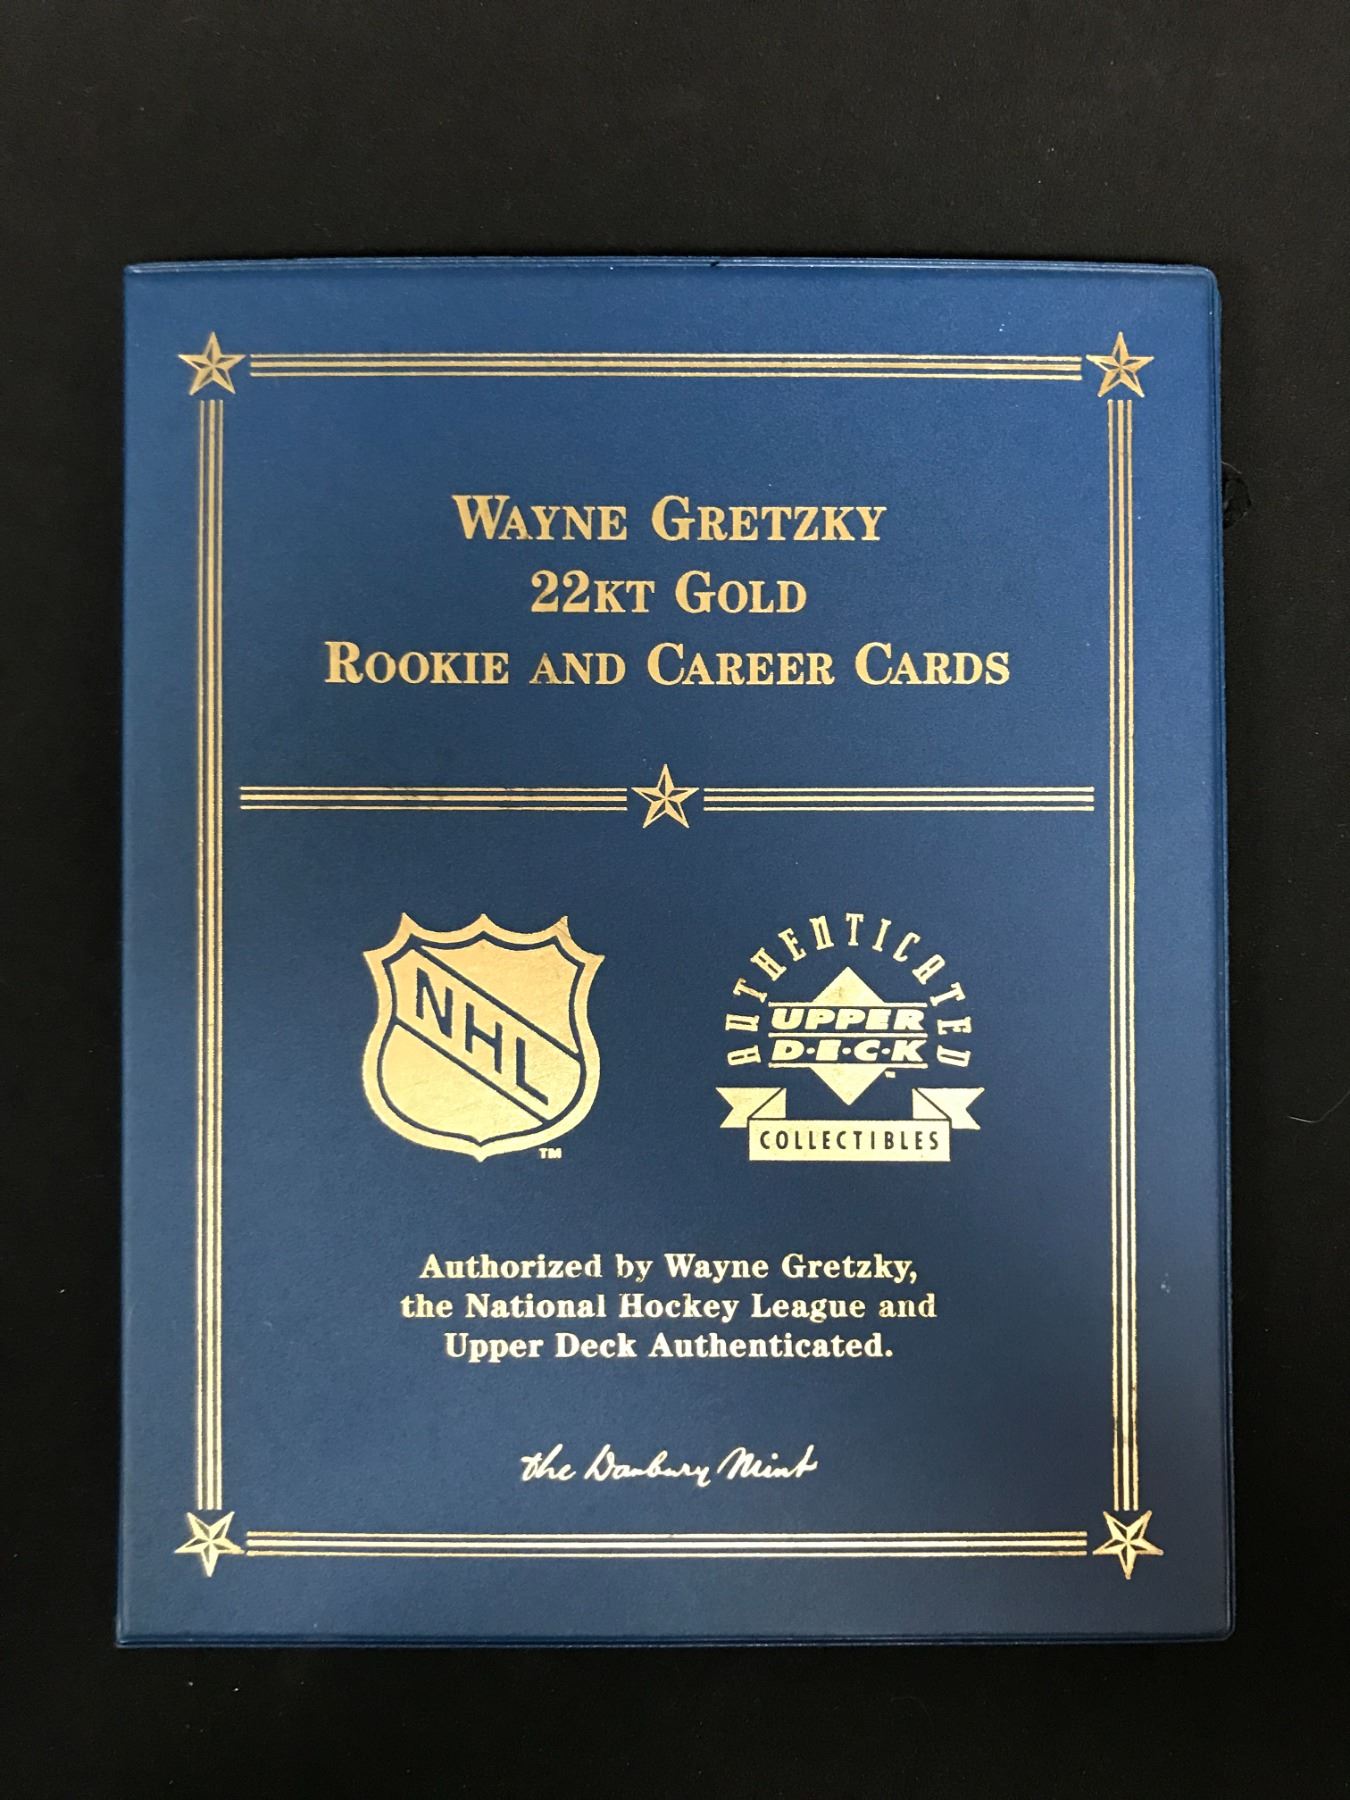 WAYNE GRETZKY
22KT GOLD
ROOKIE AND CAREER CARDS
NHL
TM
AUTHENTICATED
UPPER
D·E·C·K
TM
COLLECTIBLES
Authorized by Wayne Gretzky,
the National Hockey League and
Upper Deck Authenticated.
the Danbury Mint